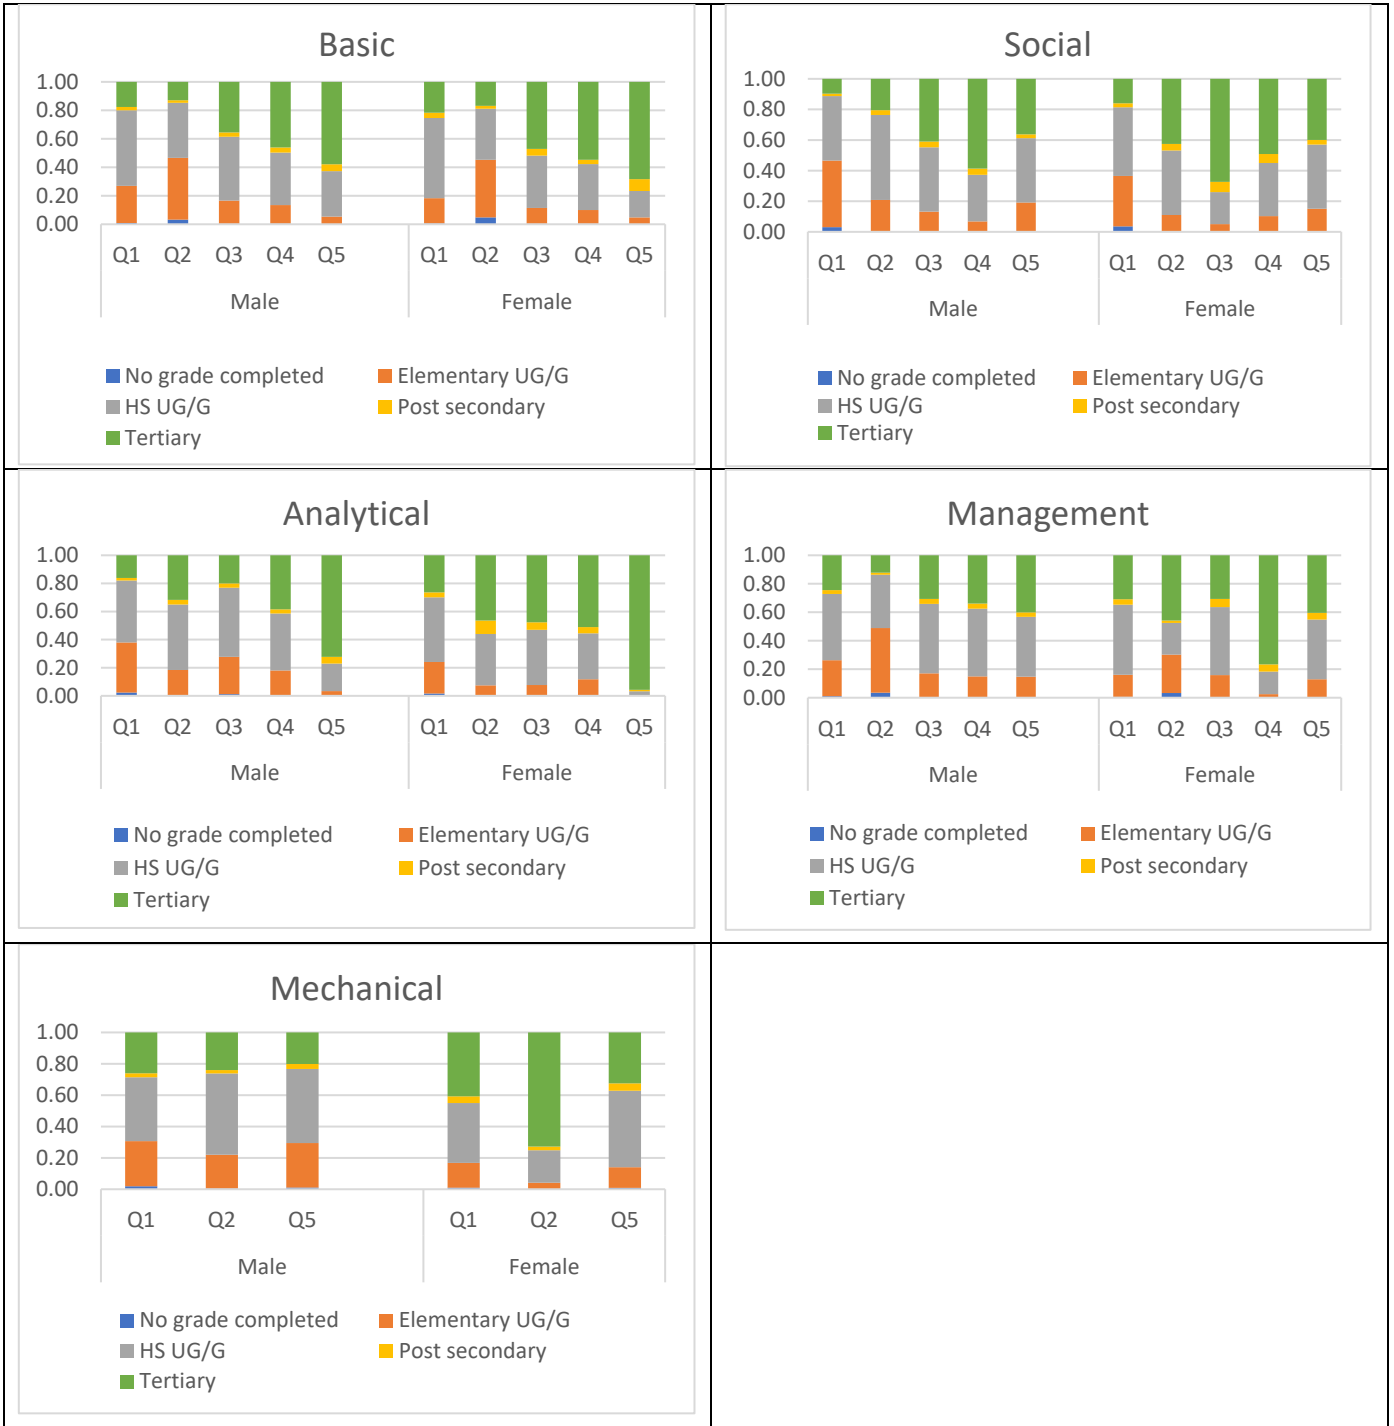 Basic
1.00
0.80
0.60
0.40
0.20
0.00
Q1 Q2 Q3 Q4 Q5 Q1 Q2 Q3 Q4 Q5
Male Female
No grade completed Elementary UG/G
HS UG/G Post secondary
Tertiary
Social
1.00
0.80
0.60
0.40
0.20
0.00
Q1 Q2 Q3 Q4 Q5 Q1 Q2 Q3 Q4 Q5
Male Female
No grade completed Elementary UG/G
HS UG/G Post secondary
Tertiary
Analytical
1.00
0.80
0.60
0.40
0.20
0.00
Q1 Q2 Q3 Q4 Q5 Q1 Q2 Q3 Q4 Q5
Male Female
No grade completed Elementary UG/G
HS UG/G Post secondary
Tertiary
Management
1.00
0.80
0.60
0.40
0.20
0.00
Q1 Q2 Q3 Q4 Q5 Q1 Q2 Q3 Q4 Q5
Male Female
No grade completed Elementary UG/G
HS UG/G Post secondary
Tertiary
Mechanical
1.00
0.80
0.60
0.40
0.20
0.00
Q1 Q2 Q5 Q1 Q2 Q5
Male Female
No grade completed Elementary UG/G
HS UG/G Post secondary
Tertiary